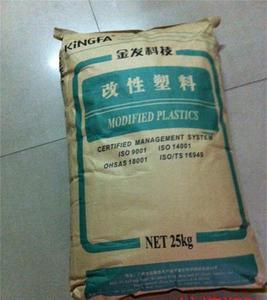 KINGFA
金发科技
改性塑料
MODIFIED PLASTICS
CERTIFIED MANAGEMENT SYSTEM
ISO 9001 ISO 14001
OHSAS 18001 ISO/TS 16949
NET 25kg